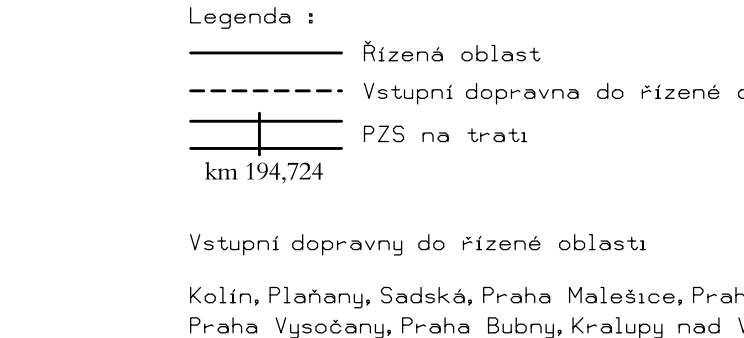 Legenda :
Řízená oblast
Vstupní dopravna do řízené
PZS na trati
km 194,724
Vstupní dopravny do řízené oblasti
Kolín, Plaňany, Sadská, Praha Malešice,
Praha Vysočany, Praha Bubny, Kralupy nad